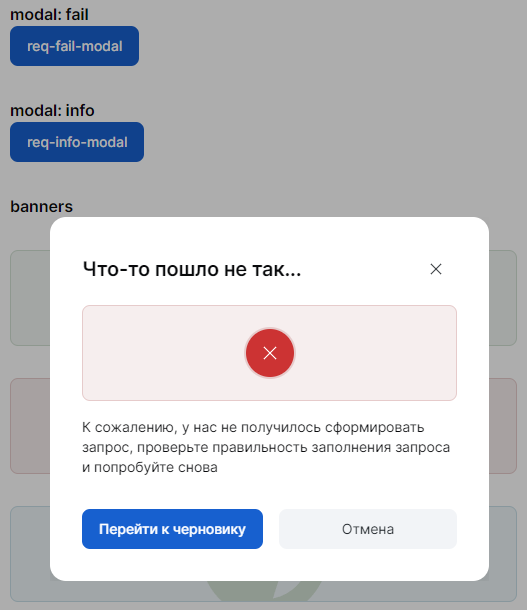 modal: fail
req-fail-modal
modal: info
req-info-modal
banners
Что-то пошло не так...
К сожалению, у нас не получилось сформировать
запрос, проверьте правильность заполнения запроса
и попробуйте снова
Перейти к черновику
Отмена